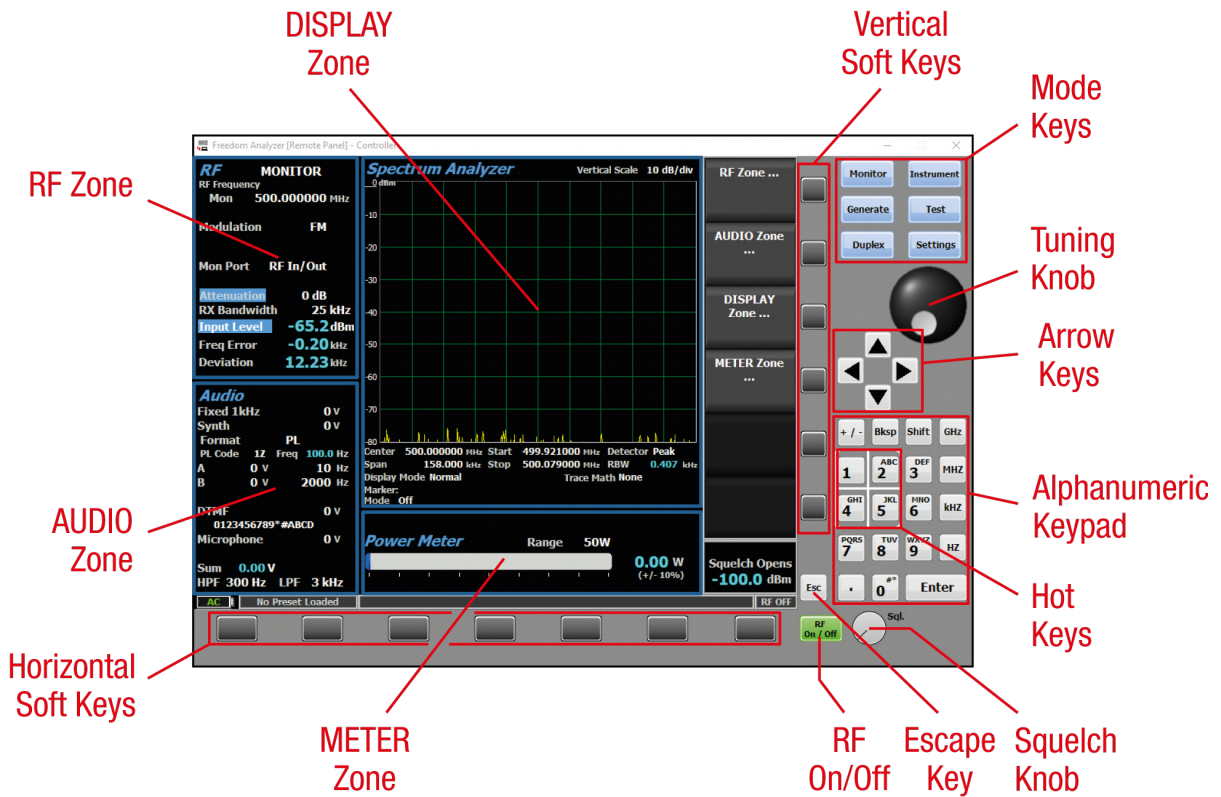 DISPLAY
Zone
Vertical
Soft Keys
Mode
Keys
RF Zone
Tuning
Knob
Arrow
Keys
AUDIO
Zone
Alphanumeric
Keypad
Hot
Keys
Horizontal
Soft Keys
METER
Zone
RF
On/Off
Escape
Key
Squelch
Knob
Freedom Analyzer [Remote Panel] - Controller
RF MONITOR
RF Frequency
Mon 500.000000 MHz
Modulation FM
Mon Port RF In/Out
Attenuation 0 dB
RX Bandwidth 25 kHz
Input Level -65.2 dBm
Freq Error -0.20 kHz
Deviation 12.23 kHz
Audio
Fixed 1kHz 0 V
Synth 0 V
Format PL
PL Code 1Z Freq 100.0 Hz
A 0 V 10 Hz
B 0 V 2000 Hz
DTMF 0 V
0123456789*#ABCD
Microphone 0 V
Sum 0.00 V
HPF 300 Hz LPF 3 kHz
Spectrum Analyzer Vertical Scale 10 dB/div
0 dBm
-10
-20
-30
-40
-60
-70
-80
Center 500.000000 MHz Start 499.921000 MHz Detector Peak
Span 158.000 kHz Stop 500.079000 MHz RBW 0.407 kHz
Display Mode Normal Trace Math None
Marker:
Mode Off
Power Meter Range 50W
0.00 W
(+/- 10%)
RF Zone ...
AUDIO Zone
...
DISPLAY
Zone ...
METER Zone
...
Squelch Opens
-100.0 dBm
AC No Preset Loaded RF OFF
Monitor Instrument
Generate Test
Duplex Settings
+ / - Bksp Shift GHz
1 ABC 2 DEF 3 MHZ
GHI 4 JKL 5 MNO 6 kHZ
PQRS 7 TUV 8 WXYZ 9 HZ
. 0 #* Enter
Esc
RF
On / Off
Sql.